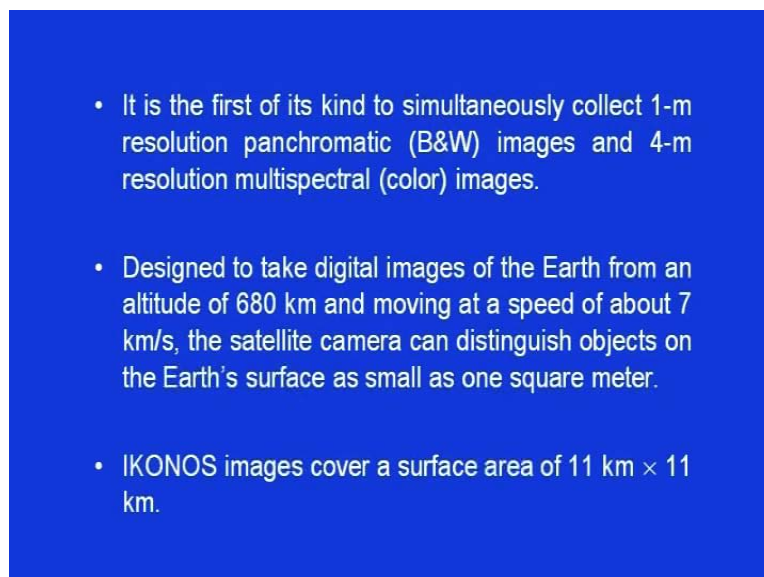 • It is the first of its kind to simultaneously collect 1-m
resolution panchromatic (B&W) images and 4-m
resolution multispectral (color) images.
• Designed to take digital images of the Earth from an
altitude of 680 km and moving at a speed of about 7
km/s, the satellite camera can distinguish objects on
the Earth's surface as small as one square meter.
• IKONOS images cover a surface area of 11 km × 11
km.